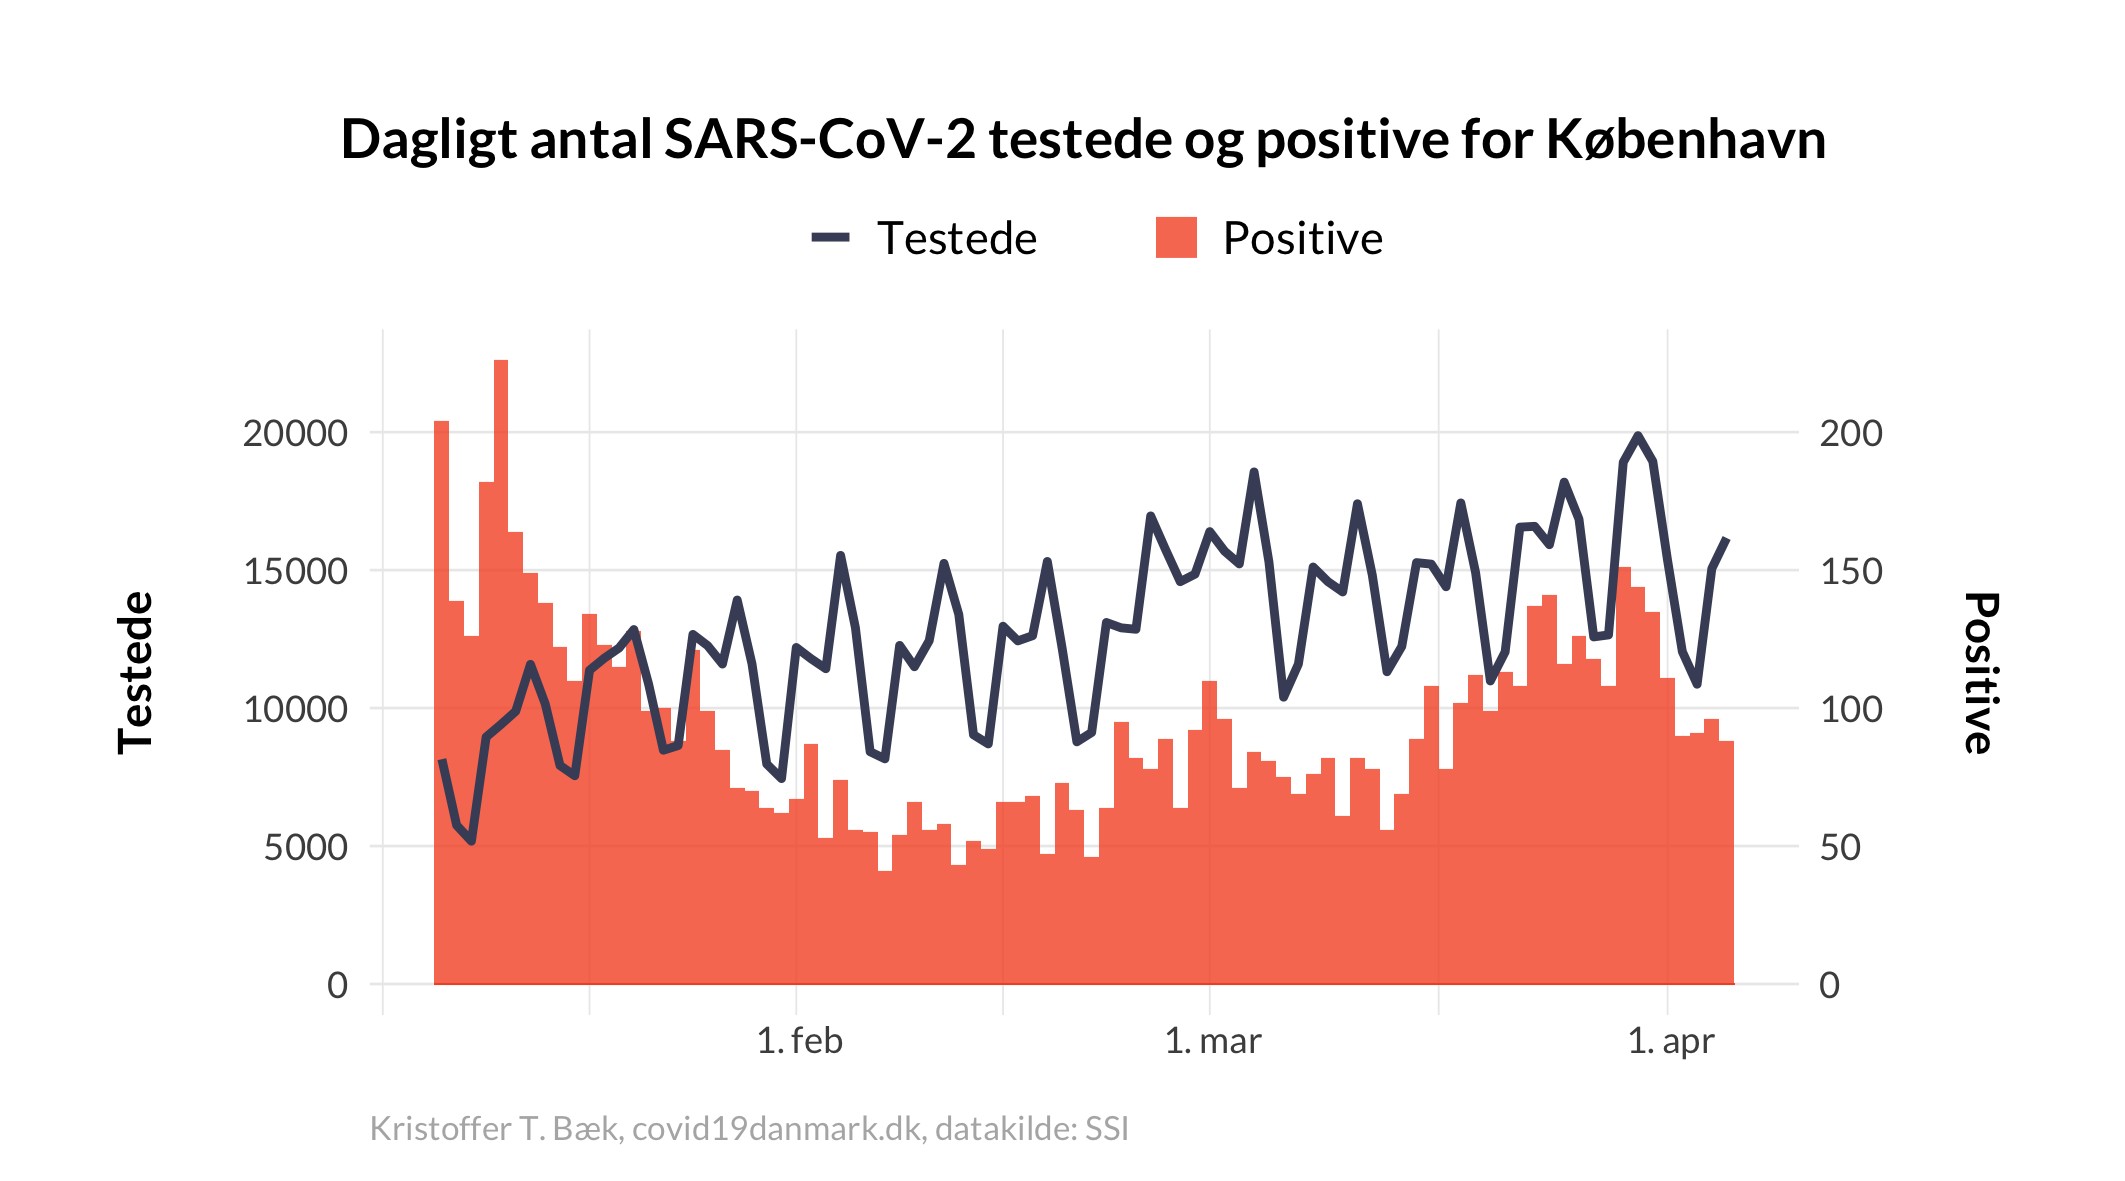 Dagligt antal SARS-CoV-2 testede og positive for København
Testede
Positive
20000
15000
10000
5000
0
Testede
200
150
100
50
0
Positive
1. feb
1. mar
1. apr
Kristoffer T. Bæk, covid19danmark.dk, datakilde: SSI